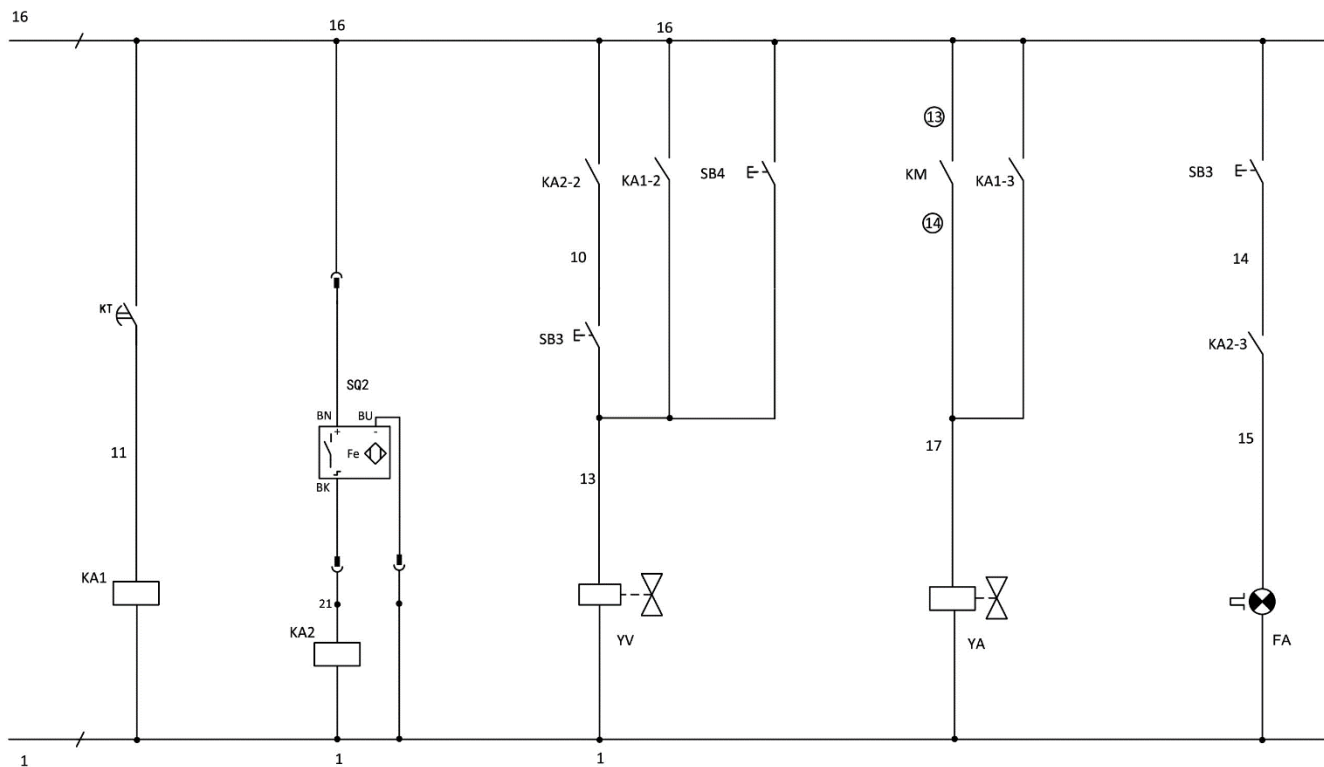 16
16
16
13
KA2-2
KA1-2
SB4
KM
KA1-3
SB3
14
10
14
KT
SB3
KA2-3
SQ2
BN
+
BU
-
Fe
11
BK
13
17
15
KA1
21
KA2
YV
YA
FA
1
1
1